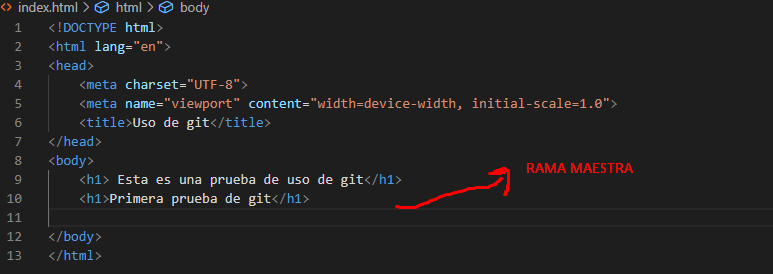 index.html > html > body
1 <!DOCTYPE html>
2 <html lang="en">
3 <head>
4     <meta charset="UTF-8">
5     <meta name="viewport" content="width=device-width, initial-scale=1.0">
6     <title>Uso de git</title>
7 </head>
8 <body>
9     <h1> Esta es una prueba de uso de git</h1>
RAMA MAESTRA
10     <h1>Primera prueba de git</h1>
11
12 </body>
13 </html>